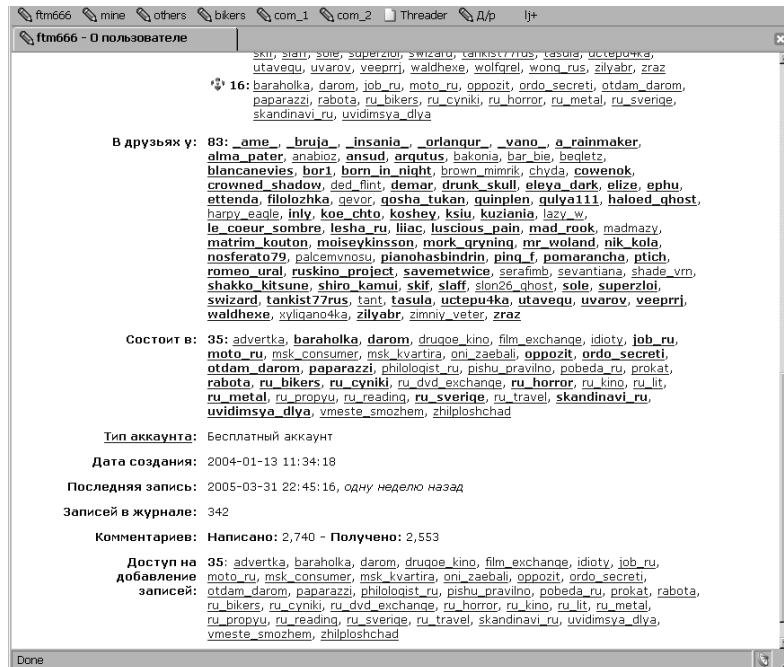 ftm666 mine others bikers com_1 com_2 Threader Д/р lj+
ftm666 - О пользователе
skif, slaff, sole, superzloi, swizard, tankist77rus, tasula, uctepu4ka,
utavequ, uvarov, veeprrj, waldhexe, wolfgrel, wong_rus, zilyabr, zraz
16: baraholka, darom, job_ru, moto_ru, oppozit, ordo_secreti, otdam_darom,
paparazzi, rabota, ru_bikers, ru_cyniki, ru_horror, ru_metal, ru_sverige,
skandinavi_ru, uvidimsya_dlya
В друзьях у: 83: _ame_, _bruja_, _insania_, _orlangur_, _vano_, a_rainmaker,
alma_pater, anabioz, ansud, argutus, bakonia, bar_bie, begletz,
blancanevies, bor1, born_in_night, brown_mimrik, chyda, cowenok,
crowned_shadow, ded_flint, demar, drunk_skull, eleya_dark, elize, ephu,
ettenda, filolozhka, gevor, gosha_tukan, guinplen, gulya111, haloed_ghost,
harpy_eagle, inly, koe_chto, koshey, ksiu, kuziania, lazy_w,
le_coeur_sombre, lesha_ru, liiac, luscious_pain, mad_rook, madmazy,
matrim_kouton, moiseykinsson, mork_gryning, mr_woland, nik_kola,
nosferato79, palcemvnosu, pianohasbindrin, pinq_f, pomarancha, ptich,
romeo_ural, ruskino_project, savemetwice, serafimb, sevantiana, shade_vrn,
shakko_kitsune, shiro_kamui, skif, slaff, slon26_ghost, sole, superzloi,
swizard, tankist77rus, tant, tasula, uctepu4ka, utavequ, uvarov, veeprrj,
waldhexe, xyligano4ka, zilyabr, zimniy_veter, zraz
Состоит в: 35: advertka, baraholka, darom, drugoe_kino, film_exchange, idioty, job_ru,
moto_ru, msk_consumer, msk_kvartira, oni_zaebali, oppozit, ordo_secreti,
otdam_darom, paparazzi, philologist_ru, pishu_pravilno, pobeda_ru, prokat,
rabota, ru_bikers, ru_cyniki, ru_dvd_exchange, ru_horror, ru_kino, ru_lit,
ru_metal, ru_propyu, ru_reading, ru_sverige, ru_travel, skandinavi_ru,
uvidimsya_dlya, vmeste_smozhem, zhilploshchad
Тип аккаунта: Бесплатный аккаунт
Дата создания: 2004-01-13 11:34:18
Последняя запись: 2005-03-31 22:45:16, одну неделю назад
Записей в журнале: 342
Комментариев: Написано: 2,740 - Получено: 2,553
Доступ на добавление записей: 35: advertka, baraholka, darom, drugoe_kino, film_exchange, idioty, job_ru,
moto_ru, msk_consumer, msk_kvartira, oni_zaebali, oppozit, ordo_secreti,
otdam_darom, paparazzi, philologist_ru, pishu_pravilno, pobeda_ru, prokat, rabota,
ru_bikers, ru_cyniki, ru_dvd_exchange, ru_horror, ru_kino, ru_lit, ru_metal,
ru_propyu, ru_reading, ru_sverige, ru_travel, skandinavi_ru, uvidimsya_dlya,
vmeste_smozhem, zhilploshchad
Done